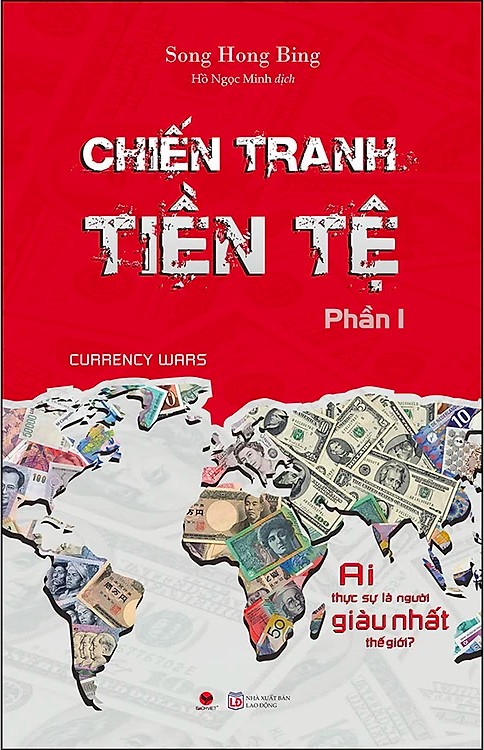 Song Hong Bing
Hồ Ngọc Minh dịch
CHIẾN TRANH
TIỀN TỆ
Phần I
CURRENCY WARS
Ai
thực sự là người
giàu nhất
thế giới?
NHÀ XUẤT BẢN
LAO ĐỘNG